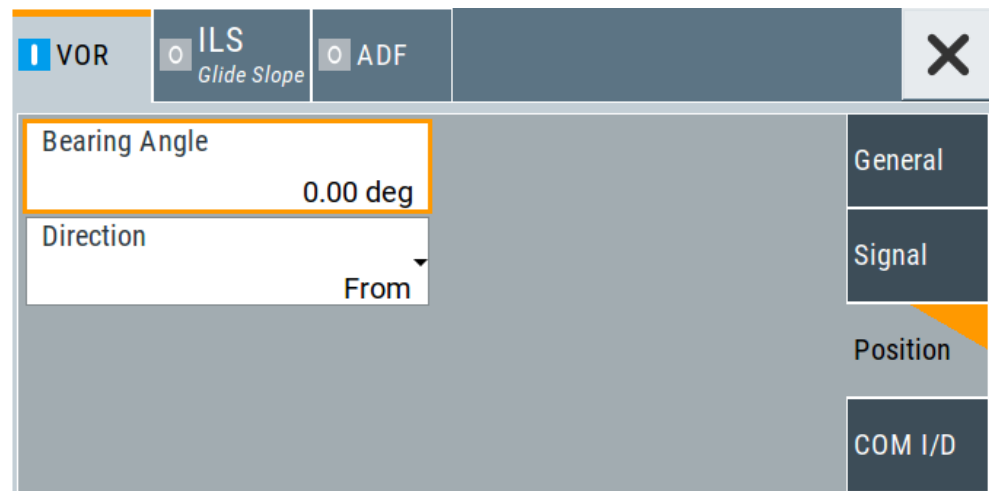 I VOR
O ILS
Glide Slope
O ADF
Bearing Angle
0.00 deg
Direction
From
General
Signal
Position
COM I/D